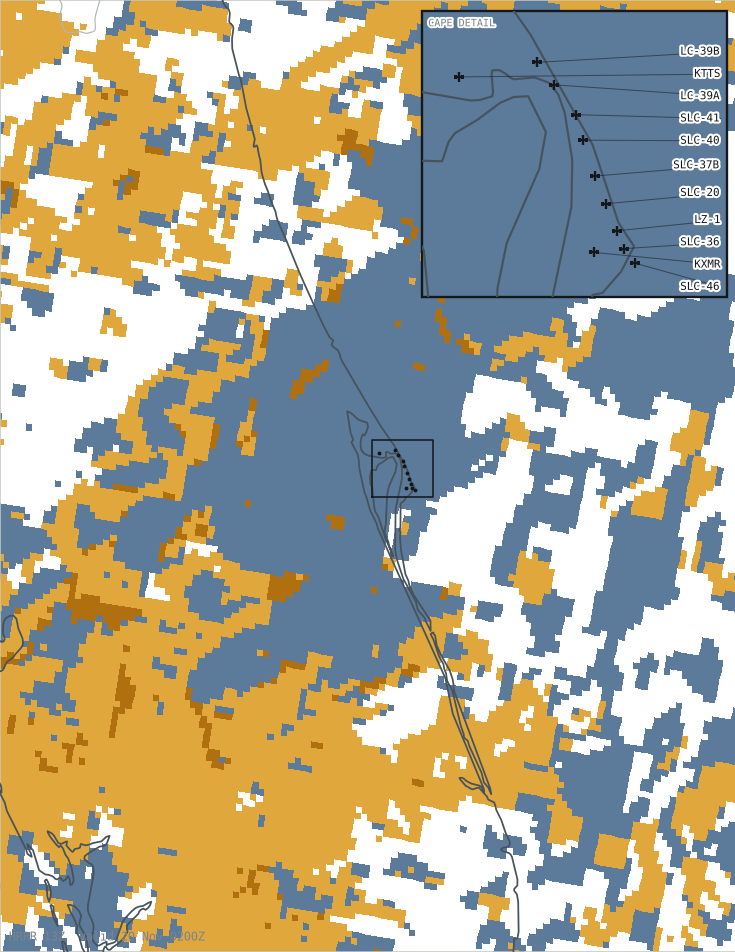 CAPE DETAIL
LC-39B
KTTS
LC-39A
SLC-41
SLC-40
SLC-37B
SLC-20
LZ-1
SLC-36
KXMR
SLC-46